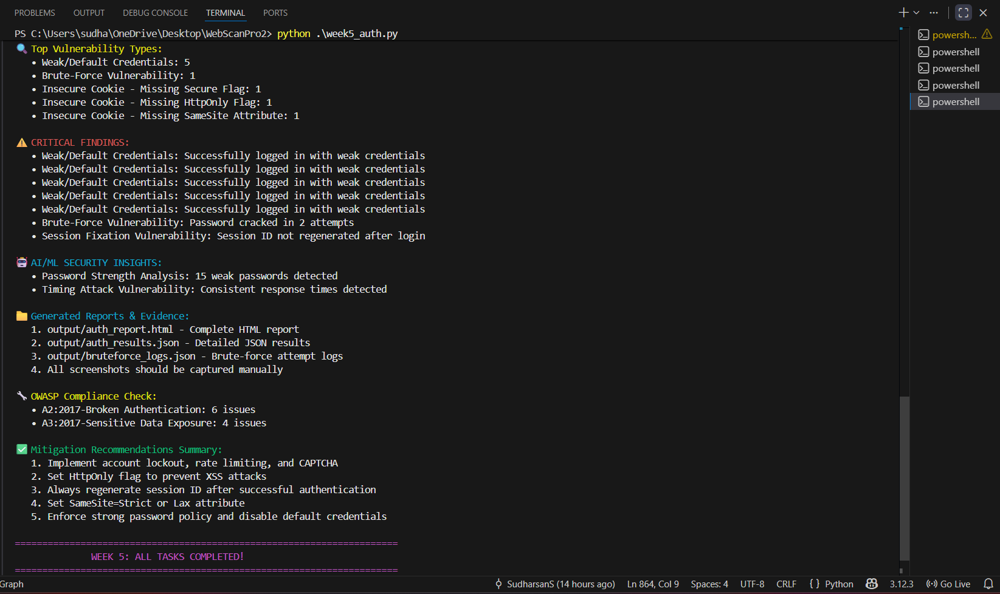 PROBLEMS OUTPUT DEBUG CONSOLE TERMINAL PORTS
PS C:\Users\sudha\OneDrive\Desktop\WebScanPro2> python .\week5_auth.py
Top Vulnerability Types:
• Weak/Default Credentials: 5
• Brute-Force Vulnerability: 1
• Insecure Cookie - Missing Secure Flag: 1
• Insecure Cookie - Missing HttpOnly Flag: 1
• Insecure Cookie - Missing SameSite Attribute: 1
CRITICAL FINDINGS:
• Weak/Default Credentials: Successfully logged in with weak credentials
• Weak/Default Credentials: Successfully logged in with weak credentials
• Weak/Default Credentials: Successfully logged in with weak credentials
• Weak/Default Credentials: Successfully logged in with weak credentials
• Weak/Default Credentials: Successfully logged in with weak credentials
• Brute-Force Vulnerability: Password cracked in 2 attempts
• Session Fixation Vulnerability: Session ID not regenerated after login
AI/ML SECURITY INSIGHTS:
• Password Strength Analysis: 15 weak passwords detected
• Timing Attack Vulnerability: Consistent response times detected
Generated Reports & Evidence:
1. output/auth_report.html - Complete HTML report
2. output/auth_results.json - Detailed JSON results
3. output/bruteforce_logs.json - Brute-force attempt logs
4. All screenshots should be captured manually
OWASP Compliance Check:
• A2:2017-Broken Authentication: 6 issues
• A3:2017-Sensitive Data Exposure: 4 issues
Mitigation Recommendations Summary:
1. Implement account lockout, rate limiting, and CAPTCHA
2. Set HttpOnly flag to prevent XSS attacks
3. Always regenerate session ID after successful authentication
4. Set SameSite=Strict or Lax attribute
5. Enforce strong password policy and disable default credentials
======================================================================
WEEK 5: ALL TASKS COMPLETED!
======================================================================
powersh...
powershell
powershell
powershell
powershell
Graph SudharsanS (14 hours ago) Ln 864, Col 9 Spaces: 4 UTF-8 CRLF { } Python 3.12.3 Go Live